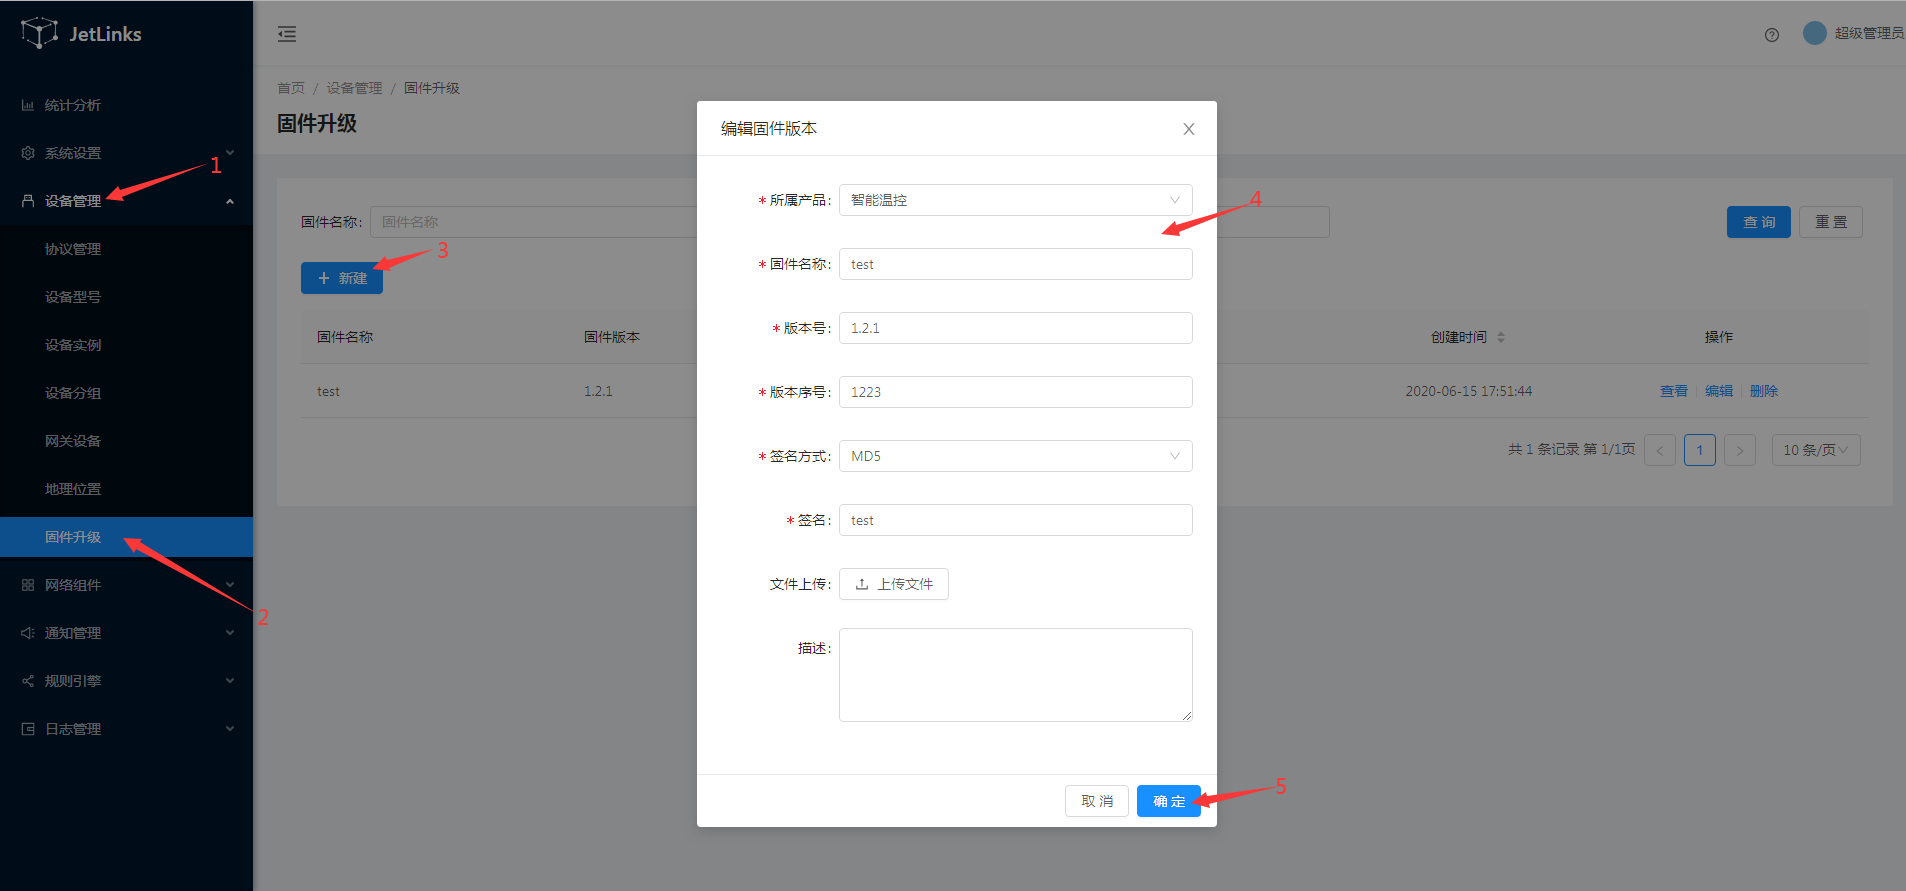 JetLinks
超级管理员
统计分析
系统设置
1
设备管理
协议管理
设备型号
设备实例
设备分组
网关设备
地理位置
固件升级
2
网络组件
通知管理
规则引擎
日志管理
首页 / 设备管理 / 固件升级
固件升级
固件名称: 固件名称
查 询
重 置
3
+ 新建
固件名称 固件版本 创建时间 操作
test 1.2.1 2020-06-15 17:51:44 查看 编辑 删除
共 1 条记录 第 1/1页 < 1 > 10 条/页
编辑固件版本
* 所属产品: 智能温控
4
* 固件名称: test
* 版本号: 1.2.1
* 版本序号: 1223
* 签名方式: MD5
* 签名: test
文件上传: 上传文件
描述:
取 消
确 定
5